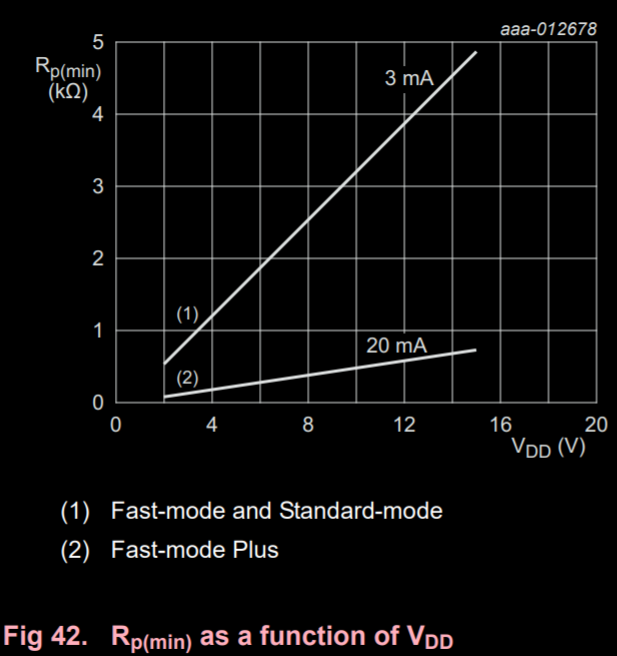 aaa-012678
5
Rp(min)
(kΩ)
3 mA
4
3
2
(1)
1
20 mA
(2)
0
0 4 8 12 16 20
VDD (V)
(1) Fast-mode and Standard-mode
(2) Fast-mode Plus
Fig 42. Rp(min) as a function of VDD